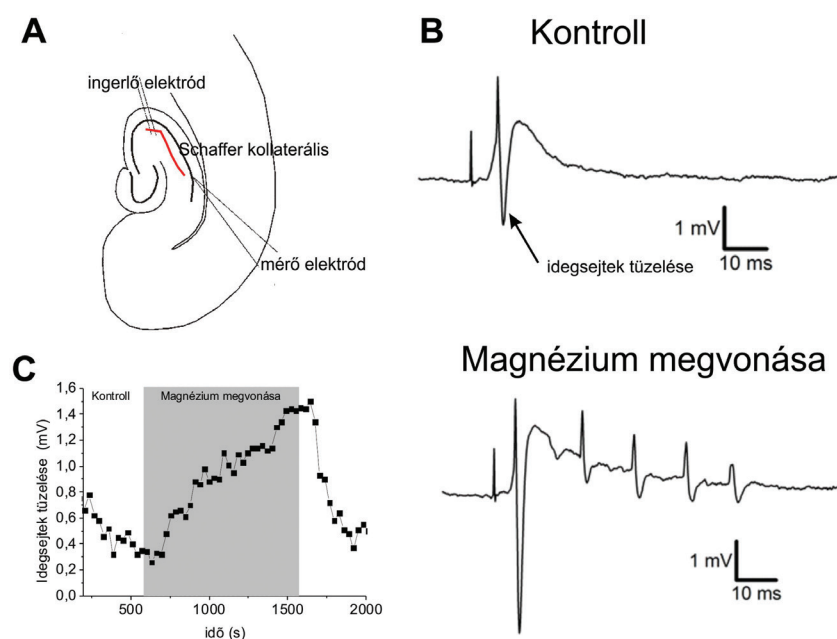 A
ingerlő elektród
Schaffer kollaterális
mérő elektród
B
Kontroll
1 mV
10 ms
idegsejtek tüzelése
Magnézium megvonása
1 mV
10 ms
C
Kontroll
Magnézium megvonása
Idegsejtek tüzelése (mV)
1,6
1,4
1,2
1,0
0,8
0,6
0,4
0,2
0,0
500
1000
1500
2000
idő (s)